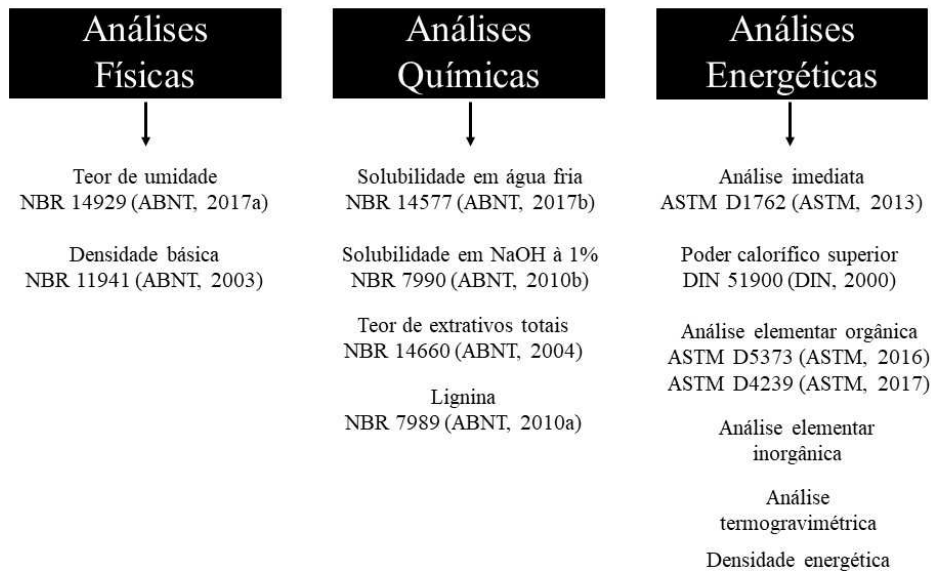 Análises
Físicas
Teor de umidade
NBR 14929 (ABNT, 2017a)
Densidade básica
NBR 11941 (ABNT, 2003)
Análises
Químicas
Solubilidade em água fria
NBR 14577 (ABNT, 2017b)
Solubilidade em NaOH à 1%
NBR 7990 (ABNT, 2010b)
Teor de extrativos totais
NBR 14660 (ABNT, 2004)
Lignina
NBR 7989 (ABNT, 2010a)
Análises
Energéticas
Análise imediata
ASTM D1762 (ASTM, 2013)
Poder calorífico superior
DIN 51900 (DIN, 2000)
Análise elementar orgânica
ASTM D5373 (ASTM, 2016)
ASTM D4239 (ASTM, 2017)
Análise elementar
inorgânica
Análise
termogravimétrica
Densidade energética